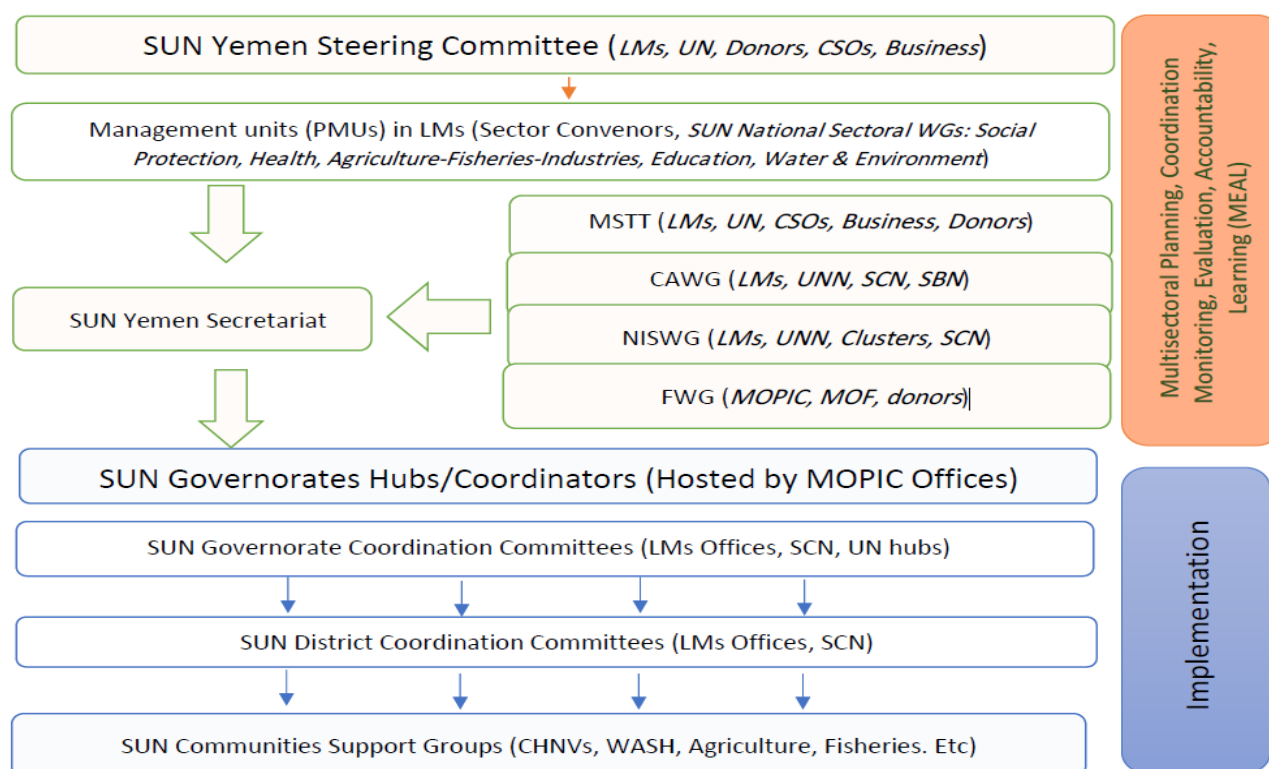 SUN Yemen Steering Committee (LMs, UN, Donors, CSOs, Business)
Management units (PMUs) in LMs (Sector Convenors, SUN National Sectoral WGs: Social
Protection, Health, Agriculture-Fisheries-Industries, Education, Water & Environment)
MSTT (LMs, UN, CSOs, Business, Donors)
CAWG (LMs, UNN, SCN, SBN)
SUN Yemen Secretariat
NISWG (LMs, UNN, Clusters, SCN)
FWG (MOPIC, MOF, donors)
Multisectoral Planning, Coordination
Monitoring, Evaluation, Accountability,
Learning (MEAL)
SUN Governorates Hubs/Coordinators (Hosted by MOPIC Offices)
SUN Governorate Coordination Committees (LMs Offices, SCN, UN hubs)
SUN District Coordination Committees (LMs Offices, SCN)
SUN Communities Support Groups (CHNVs, WASH, Agriculture, Fisheries. Etc)
Implementation